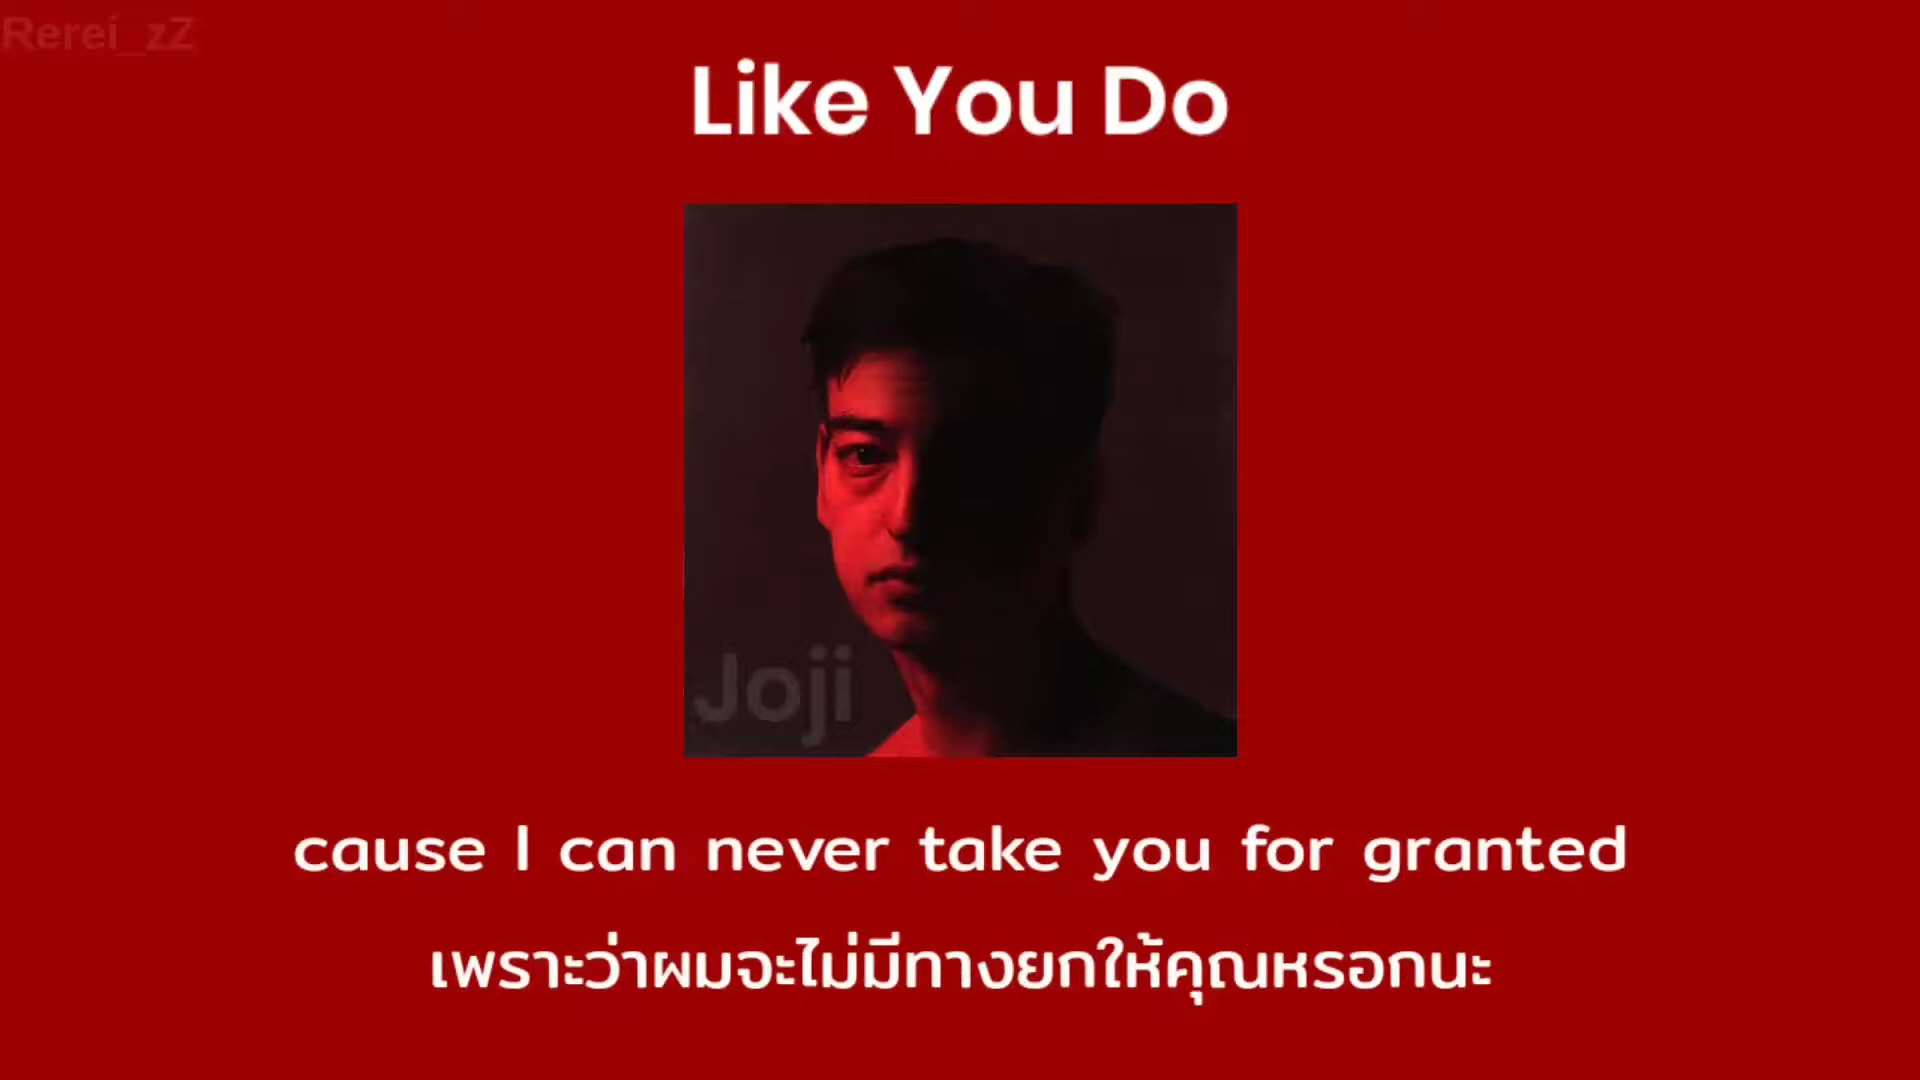 Rerei_zZ
Like You Do
Joji
cause I can never take you for granted
เพราะว่าผมจะไม่มีทางยกให้คุณหรอกนะ